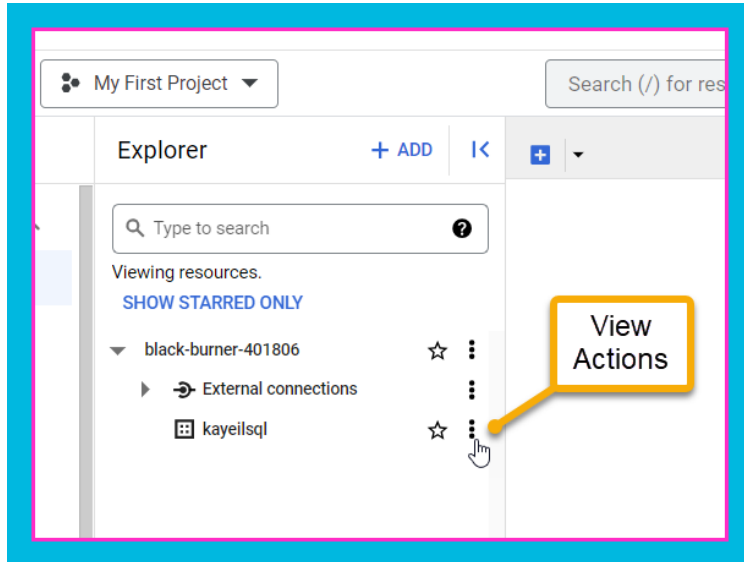 My First Project
Search (/) for res
Explorer
+ ADD
Type to search
Viewing resources.
SHOW STARRED ONLY
black-burner-401806
External connections
kayeilsql
View
Actions